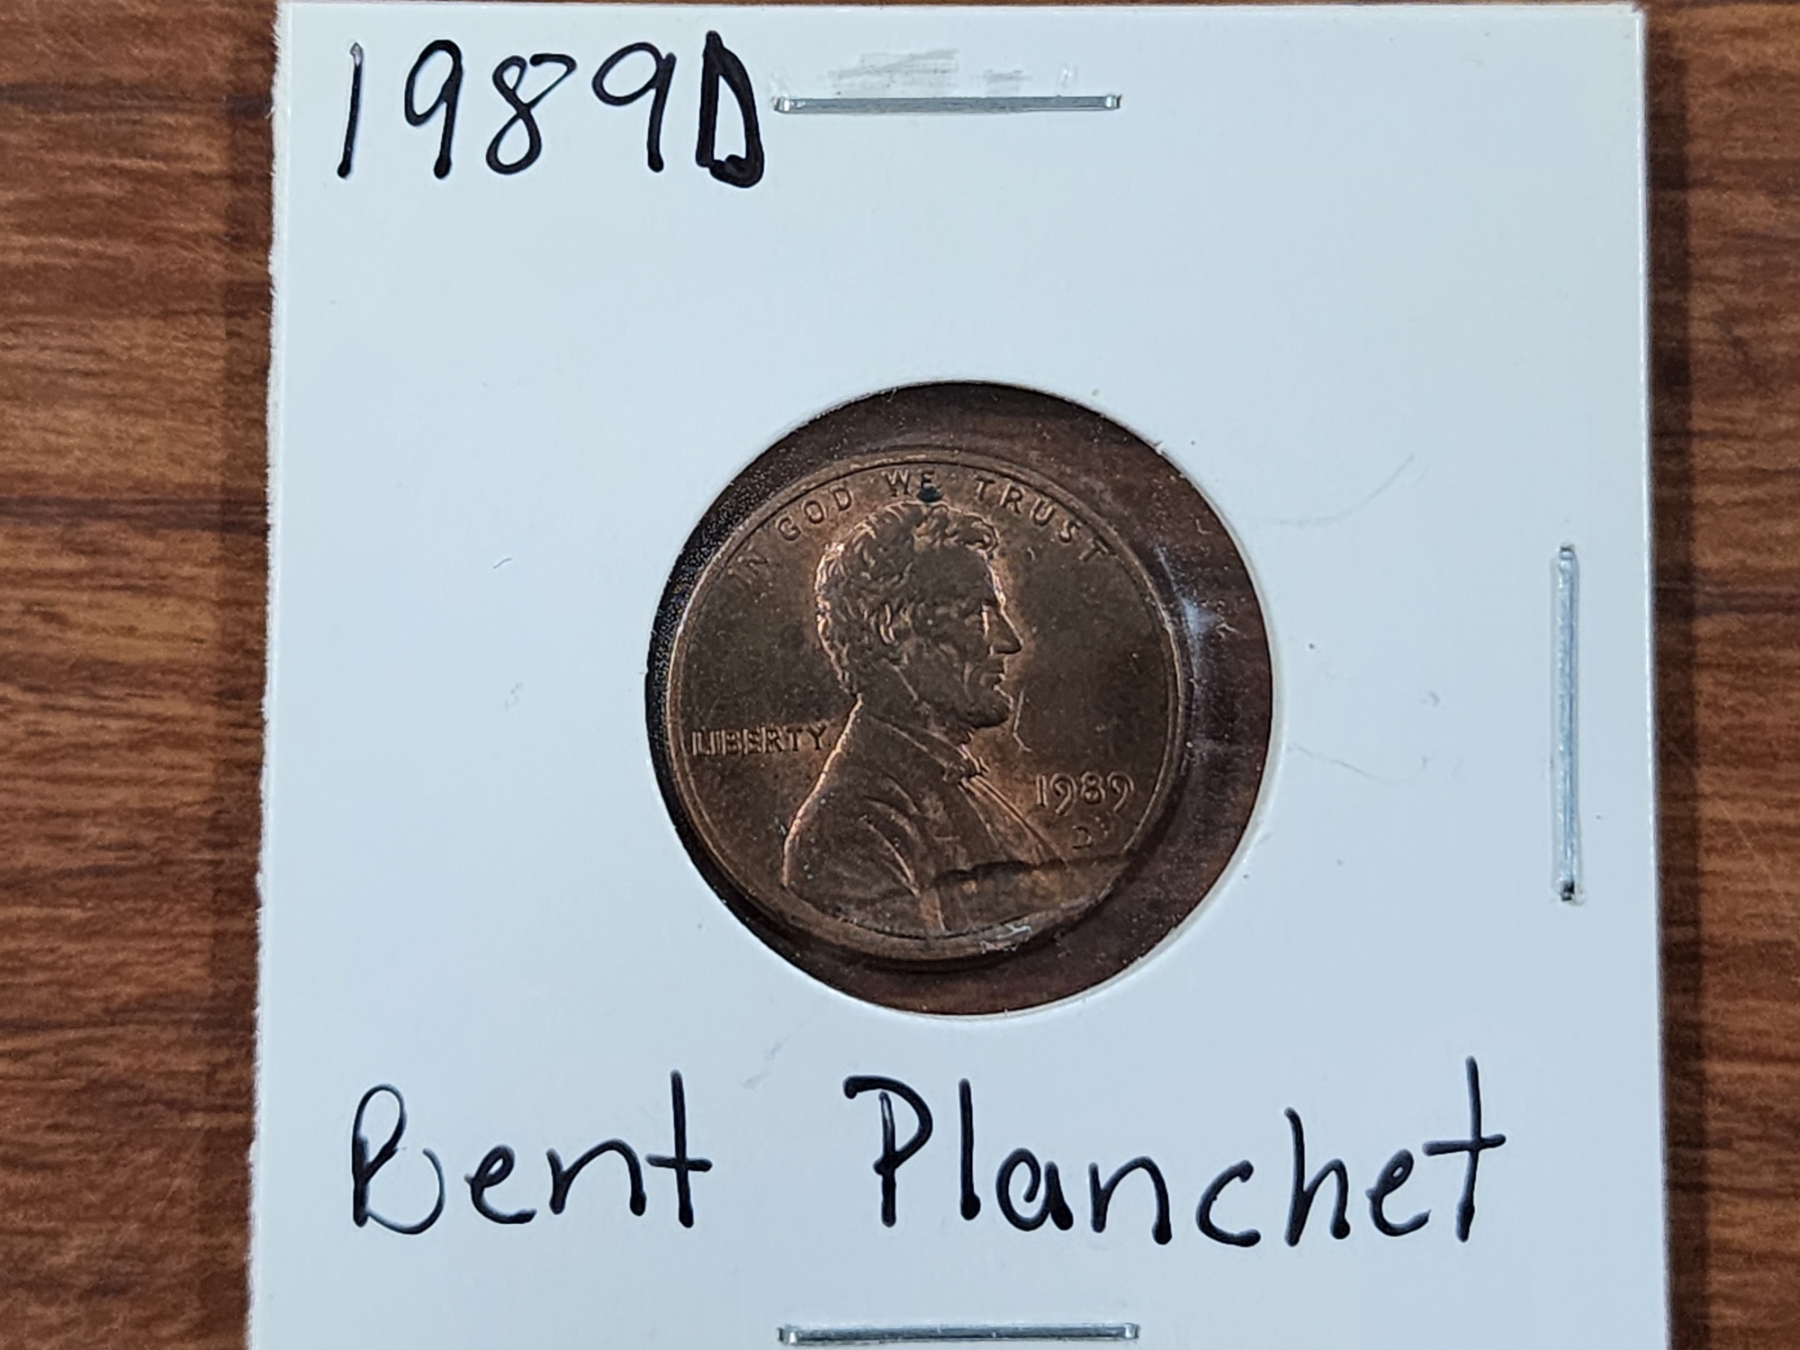 1989D
IN GOD WE TRUST
LIBERTY
1989
D
Bent Planchet